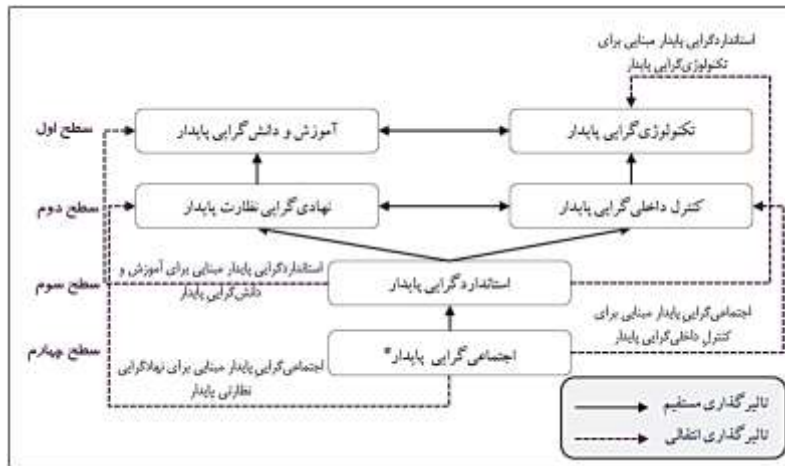 استانداردگرایی پایدار مبنایی برای
تکنولوژی‌گرایی پایدار
سطح اول
آموزش و دانش‌گرایی پایدار
تکنولوژی‌گرایی پایدار
سطح دوم
نهادی‌گرایی نظارت پایدار
کنترل داخلی‌گرایی پایدار
استانداردگرایی پایدار مبنایی برای آموزش و
دانش‌گرایی پایدار
سطح سوم
استانداردگرایی پایدار
اجتماعی‌گرایی پایدار مبنایی برای
کنترل داخلی‌گرایی پایدار
سطح چهارم
اجتماعی‌گرایی پایدار*
اجتماعی‌گرایی پایدار مبنایی برای نهادگرایی
نظارتی پایدار
تاثیرگذاری مستقیم
تاثیرگذاری انتقالی